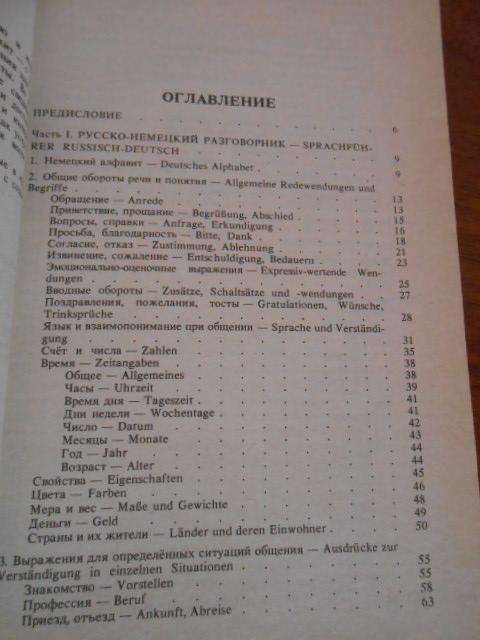 ОГЛАВЛЕНИЕ
ПРЕДИСЛОВИЕ . . . . . . . . . 6
Часть I. РУССКО-НЕМЕЦКИЙ РАЗГОВОРНИК — SPRACHFÜH-
RER RUSSISCH-DEUTSCH . . . . . . . . . 9
1. Немецкий алфавит — Deutsches Alphabet . . . . . . 9
2. Общие обороты речи и понятия — Allgemeine Redewendungen und
Begriffe . . . . . . . . . . 13
Обращение — Anrede . . . . . . . . 13
Приветствие, прощание — Begrüßung, Abschied . . . . 15
Вопросы, справки — Anfrage, Erkundigung . . . . . 16
Просьба, благодарность — Bitte, Dank . . . . . . 18
Согласие, отказ — Zustimmung, Ablehnung . . . . . 21
Извинение, сожаление — Entschuldigung, Bedauern . . . . 23
Эмоционально-оценочные выражения — Expressiv-wertende Wen-
dungen . . . . . . . . . . 25
Вводные обороты — Zusätze, Schaltsätze und -wendungen . . 27
Поздравления, пожелания, тосты — Gratulationen, Wünsche,
Trinksprüche . . . . . . . . . 28
Язык и взаимопонимание при общении — Sprache und Verständi-
gung . . . . . . . . . . 31
Счёт и числа — Zahlen . . . . . . . . 35
Время — Zeitangaben . . . . . . . . 38
Общее — Allgemeines . . . . . . . . 38
Часы — Uhrzeit . . . . . . . . 39
Время дня — Tageszeit . . . . . . . 41
Дни недели — Wochentage . . . . . . . 41
Число — Datum . . . . . . . . 42
Месяцы — Monate . . . . . . . . 43
Год — Jahr . . . . . . . . . 44
Возраст — Alter . . . . . . . . 44
Свойства — Eigenschaften . . . . . . . 45
Цвета — Farben . . . . . . . . . 46
Мера и вес — Maße und Gewichte . . . . . . 48
Деньги — Geld . . . . . . . . . 49
Страны и их жители — Länder und deren Einwohner . . . . 50
3. Выражения для определённых ситуаций общения — Ausdrücke zur
Verständigung in einzelnen Situationen . . . . . . 55
Знакомство — Vorstellen . . . . . . . 55
Профессия — Beruf . . . . . . . . 58
Приезд, отъезд — Ankunft, Abreise . . . . . . 63